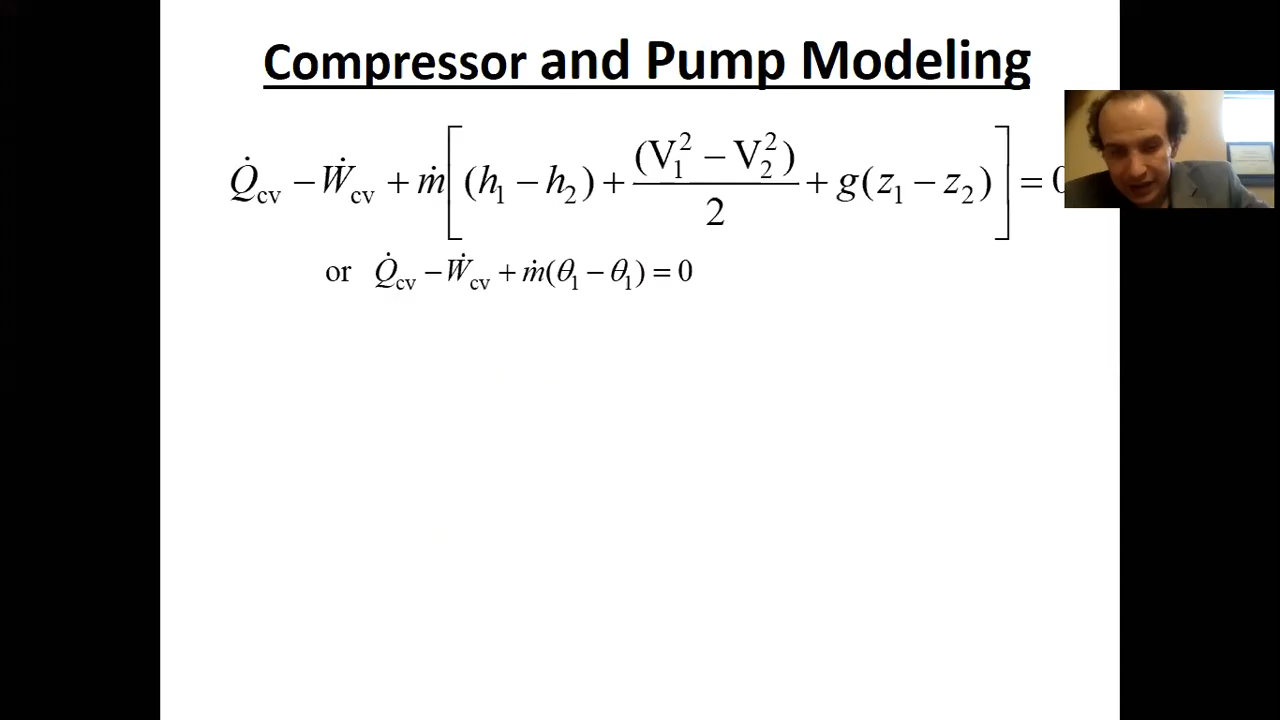 Compressor and Pump Modeling
Q̇cv − Ẇcv + ṁ[(h₁ − h₂) + (V₁² − V₂²)/2 + g(z₁ − z₂)] = 0
or Q̇cv − Ẇcv + ṁ(θ₁ − θ₁) = 0